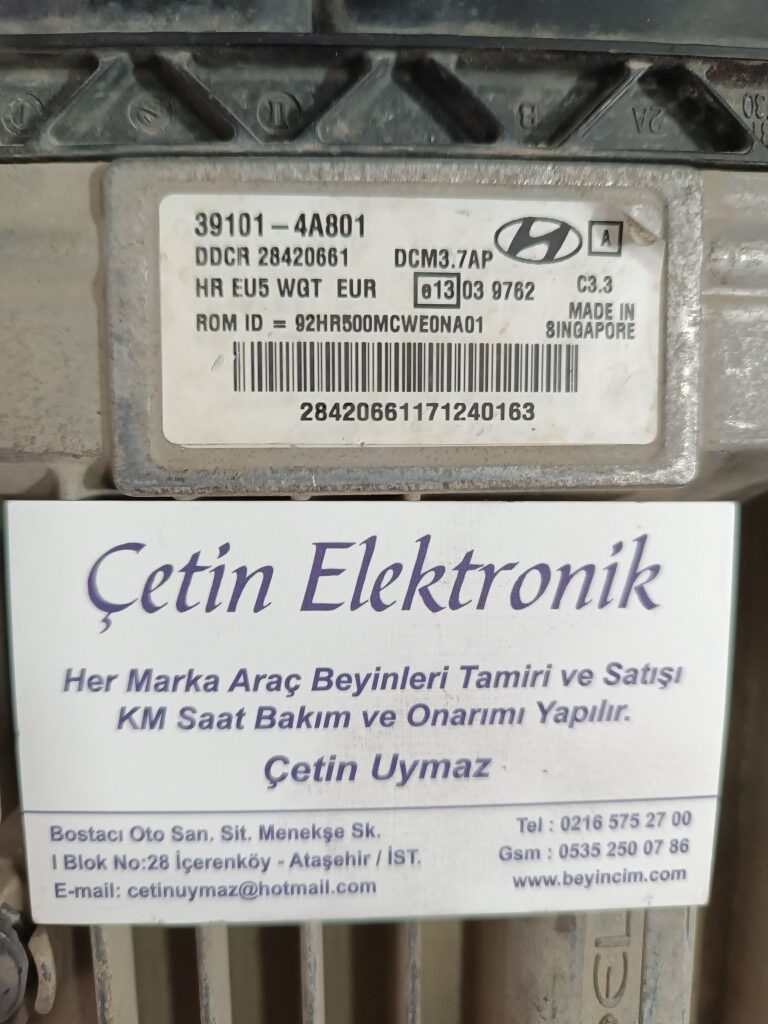 B
2A
39101-4A801
A
DDCR 28420661 DCM3.7AP
HR EU5 WGT EUR e13 03 9762 C3.3
MADE IN
SINGAPORE
ROM ID = 92HR500MCWE0NA01
28420661171240163
Çetin Elektronik
Her Marka Araç Beyinleri Tamiri ve Satışı
KM Saat Bakım ve Onarımı Yapılır.
Çetin Uymaz
Bostacı Oto San. Sit. Menekşe Sk.
I Blok No:28 İçerenköy - Ataşehir / İST.
E-mail: cetinuymaz@hotmail.com
Tel : 0216 575 27 00
Gsm : 0535 250 07 86
www.beyincim.com